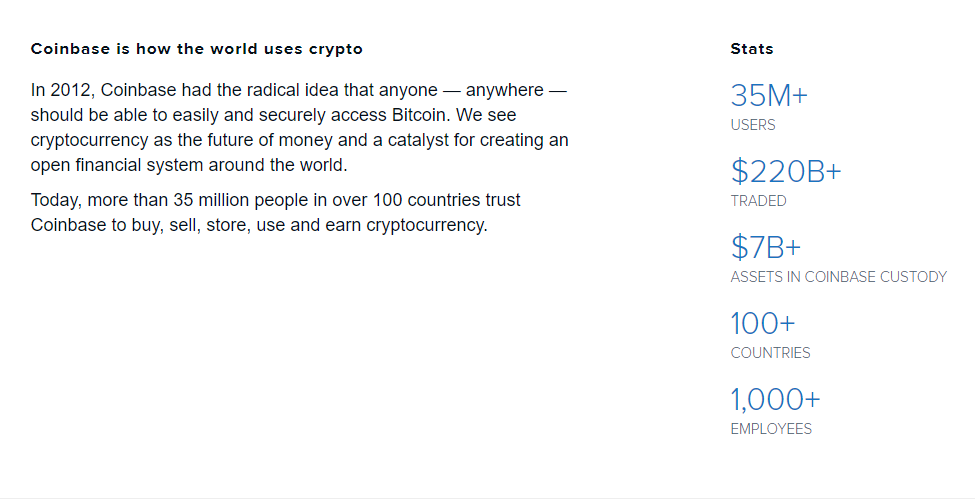 Coinbase is how the world uses crypto
In 2012, Coinbase had the radical idea that anyone — anywhere —
should be able to easily and securely access Bitcoin. We see
cryptocurrency as the future of money and a catalyst for creating an
open financial system around the world.
Today, more than 35 million people in over 100 countries trust
Coinbase to buy, sell, store, use and earn cryptocurrency.
Stats
35M+
USERS
$220B+
TRADED
$7B+
ASSETS IN COINBASE CUSTODY
100+
COUNTRIES
1,000+
EMPLOYEES